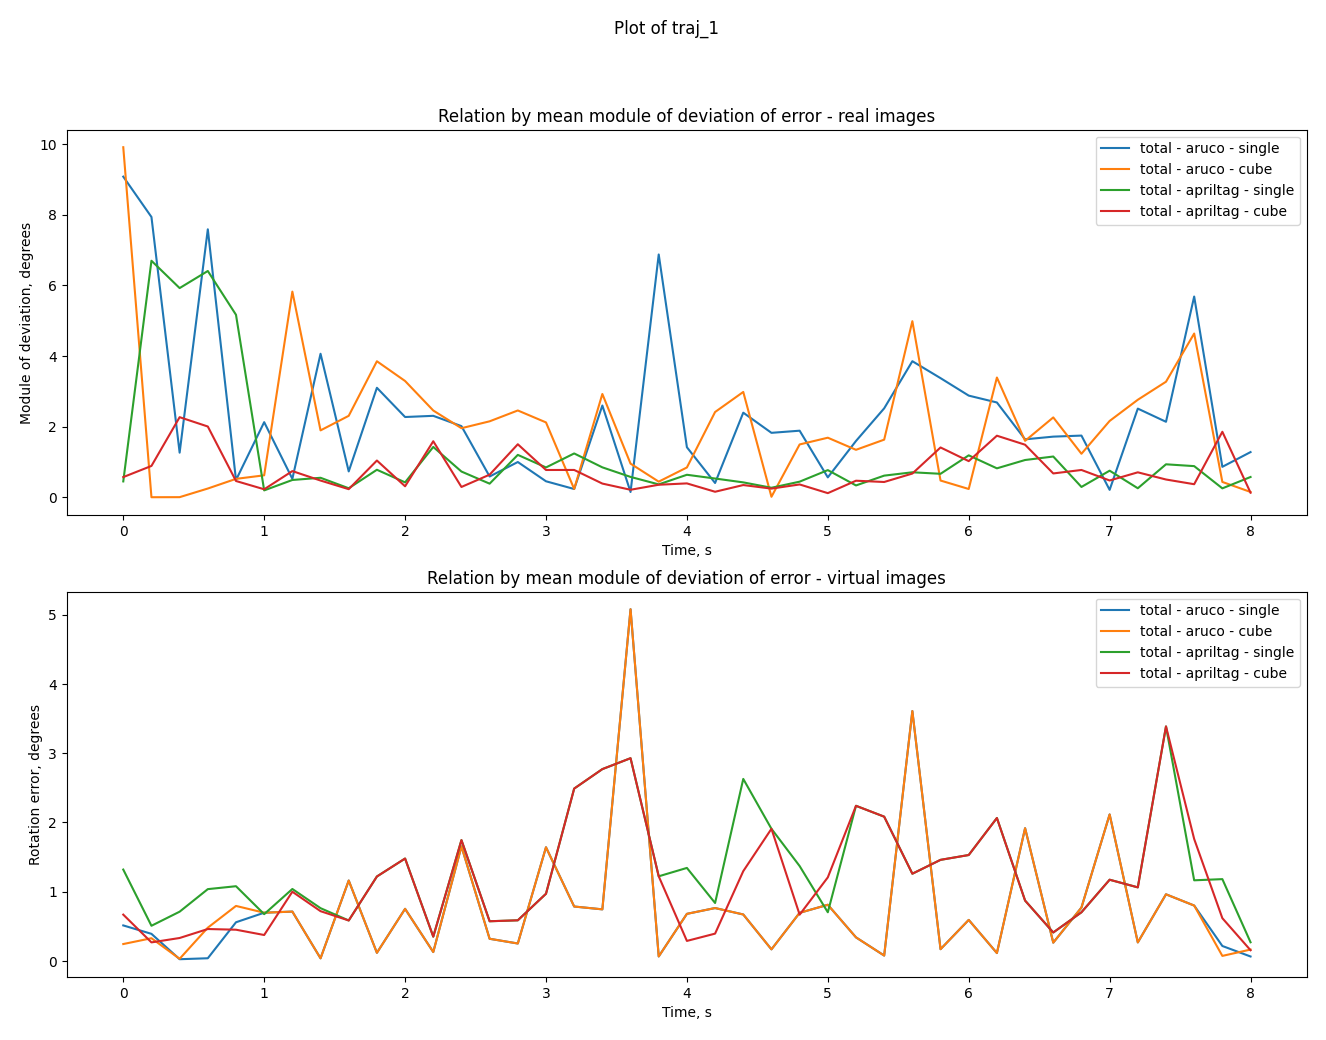 Plot of traj_1
Relation by mean module of deviation of error - real images
Module of deviation, degrees
10
8
6
4
2
0
total - aruco - single
total - aruco - cube
total - apriltag - single
total - apriltag - cube
0 1 2 3 4 5 6 7 8
Time, s
Relation by mean module of deviation of error - virtual images
Rotation error, degrees
5
4
3
2
1
0
total - aruco - single
total - aruco - cube
total - apriltag - single
total - apriltag - cube
0 1 2 3 4 5 6 7 8
Time, s